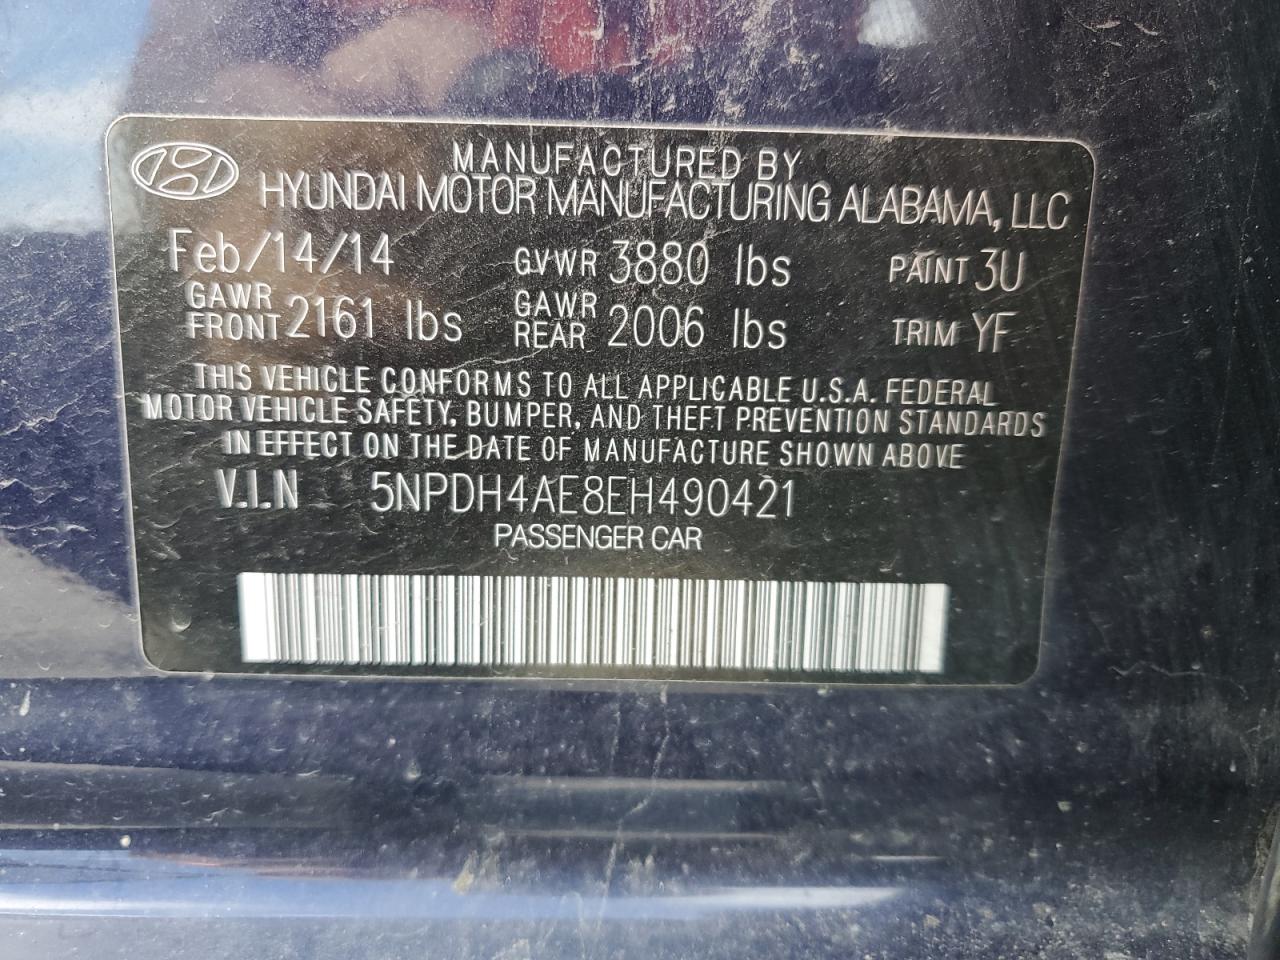 MANUFACTURED BY
HYUNDAI MOTOR MANUFACTURING ALABAMA, LLC
Feb/14/14 GVWR 3880 lbs PAINT 3U
GAWR FRONT 2161 lbs GAWR REAR 2006 lbs TRIM YF
THIS VEHICLE CONFORMS TO ALL APPLICABLE U.S.A. FEDERAL
MOTOR VEHICLE SAFETY, BUMPER, AND THEFT PREVENTION STANDARDS
IN EFFECT ON THE DATE OF MANUFACTURE SHOWN ABOVE
V.I.N 5NPDH4AE8EH490421
PASSENGER CAR